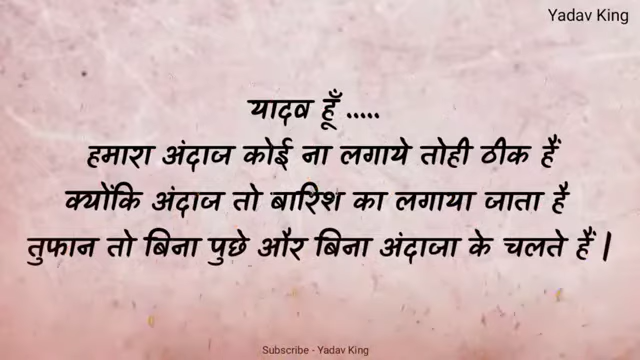 Yadav King
यादव हूँ .....
हमारा अंदाज कोई ना लगाये तोही ठीक हैं
क्योंकि अंदाज तो बारिश का लगाया जाता है
तुफान तो बिना पुछे और बिना अंदाजा के चलते हैं |
Subscribe - Yadav King